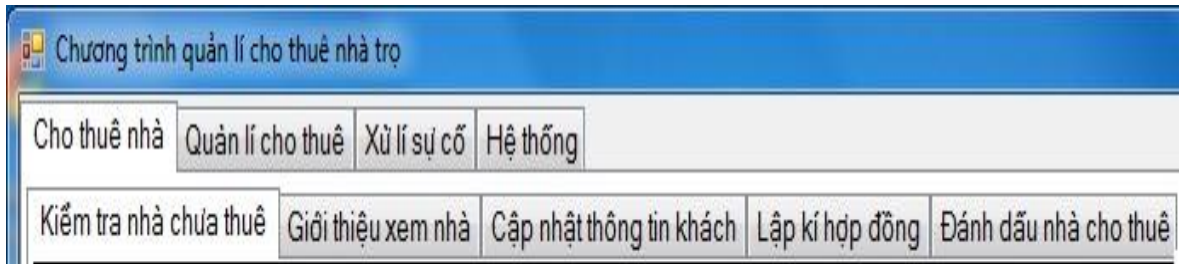 Chương trình quản lí cho thuê nhà trọ
Cho thuê nhà Quản lí cho thuê Xử lí sự cố Hệ thống
Kiểm tra nhà chưa thuê Giới thiệu xem nhà Cập nhật thông tin khách Lập kí hợp đồng Đánh dấu nhà cho thuê